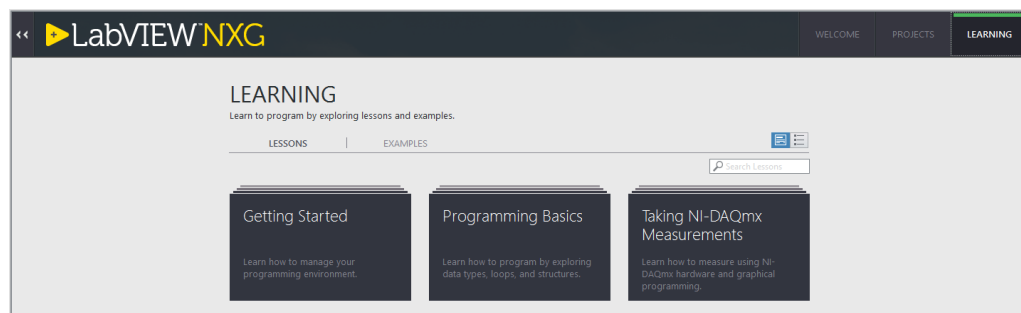 LabVIEW NXG
WELCOME
PROJECTS
LEARNING
LEARNING
Learn to program by exploring lessons and examples.
LESSONS
EXAMPLES
Search Lessons
Getting Started
Learn how to manage your
programming environment.
Programming Basics
Learn how to program by exploring
data types, loops, and structures.
Taking NI-DAQmx
Measurements
Learn how to measure using NI-
DAQmx hardware and graphical
programming.